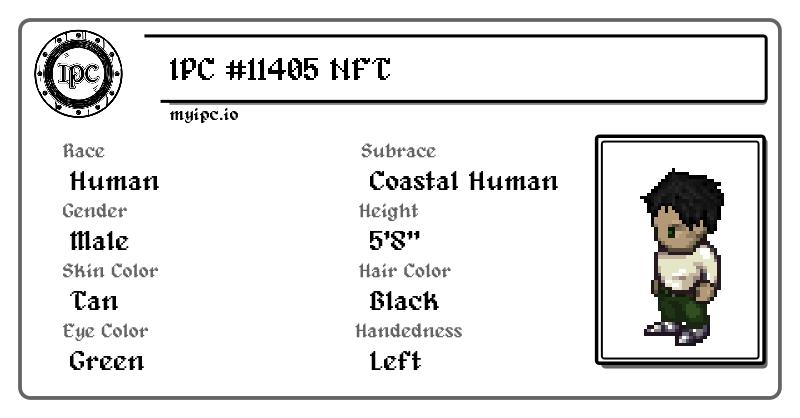 IPC
IPC #11405 NFT
myipc.io
Race
Human
Subrace
Coastal Human
Gender
Male
Height
5'8"
Skin Color
Tan
Hair Color
Black
Eye Color
Green
Handedness
Left